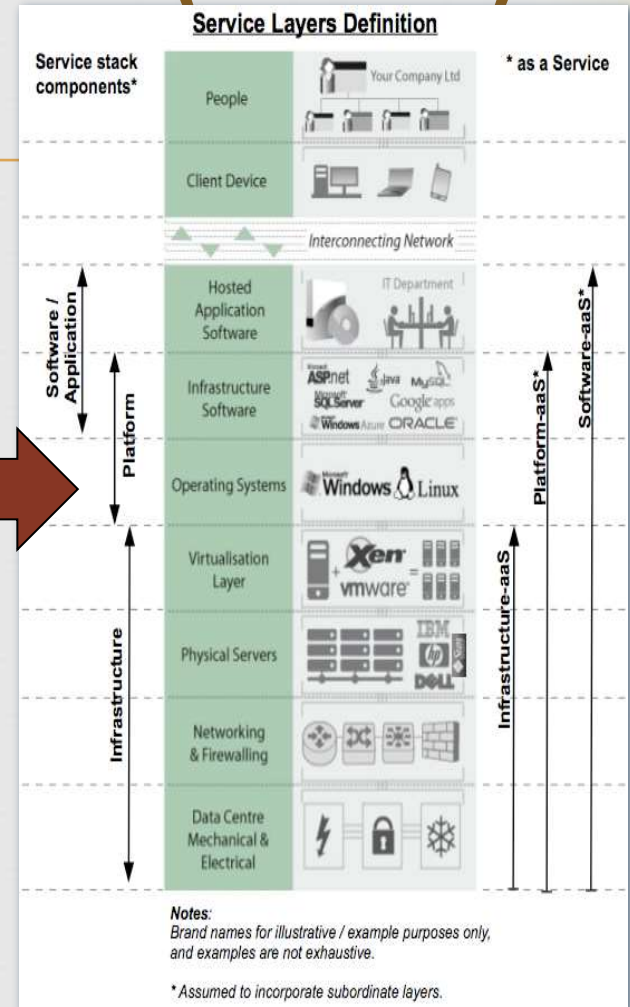 Service Layers Definition
Service stack
components*
* as a Service
People
Your Company Ltd
Client Device
Interconnecting Network
Hosted
Application
Software
IT Department
Infrastructure
Software
Microsoft
ASP.net
Java
MySQL
Microsoft
SQL Server
Google apps
Windows Azure
ORACLE
Operating Systems
Microsoft
Windows
Linux
Virtualisation
Layer
+
Xen
=
vmware
Physical Servers
IBM
hp
DELL
Networking
& Firewalling
Data Centre
Mechanical &
Electrical
Software /
Application
Platform
Infrastructure
Infrastructure-aaS
Platform-aaS*
Software-aaS*
Notes:
Brand names for illustrative / example purposes only,
and examples are not exhaustive.
* Assumed to incorporate subordinate layers.